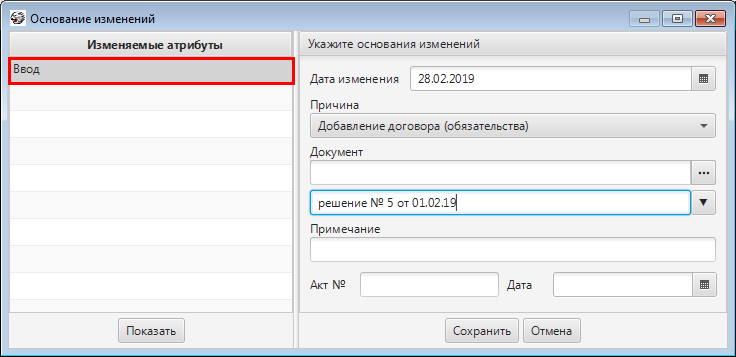 Основание изменений
Изменяемые атрибуты
Ввод
Показать
Укажите основания изменений
Дата изменения 28.02.2019
Причина
Добавление договора (обязательства)
Документ
...
решение № 5 от 01.02.19
Примечание
Акт № Дата
Сохранить Отмена